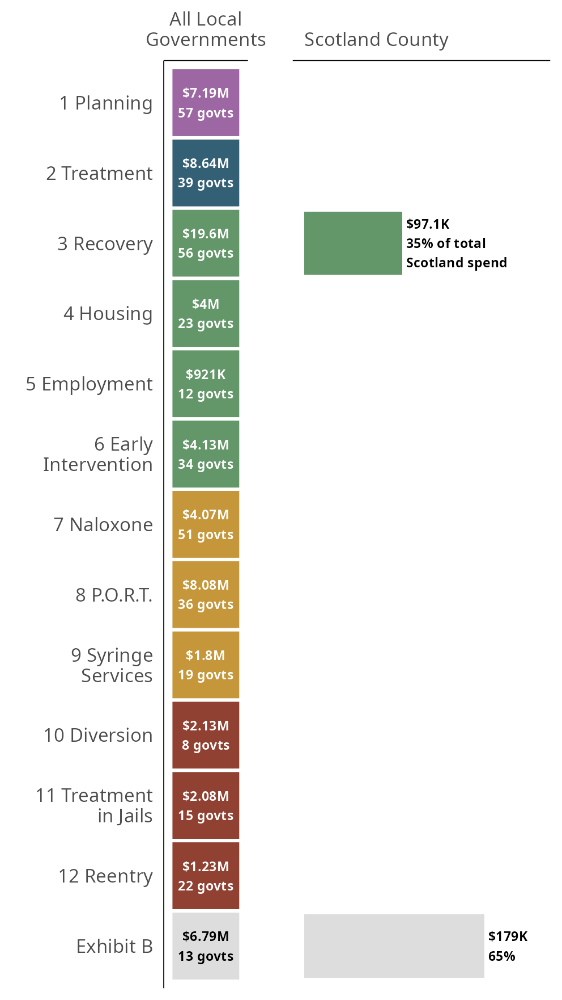 All Local
Governments
Scotland County
1 Planning
$7.19M
57 govts
2 Treatment
$8.64M
39 govts
3 Recovery
$19.6M
56 govts
$97.1K
35% of total
Scotland spend
4 Housing
$4M
23 govts
5 Employment
$921K
12 govts
6 Early
Intervention
$4.13M
34 govts
7 Naloxone
$4.07M
51 govts
8 P.O.R.T.
$8.08M
36 govts
9 Syringe
Services
$1.8M
19 govts
10 Diversion
$2.13M
8 govts
11 Treatment
in Jails
$2.08M
15 govts
12 Reentry
$1.23M
22 govts
Exhibit B
$6.79M
13 govts
$179K
65%